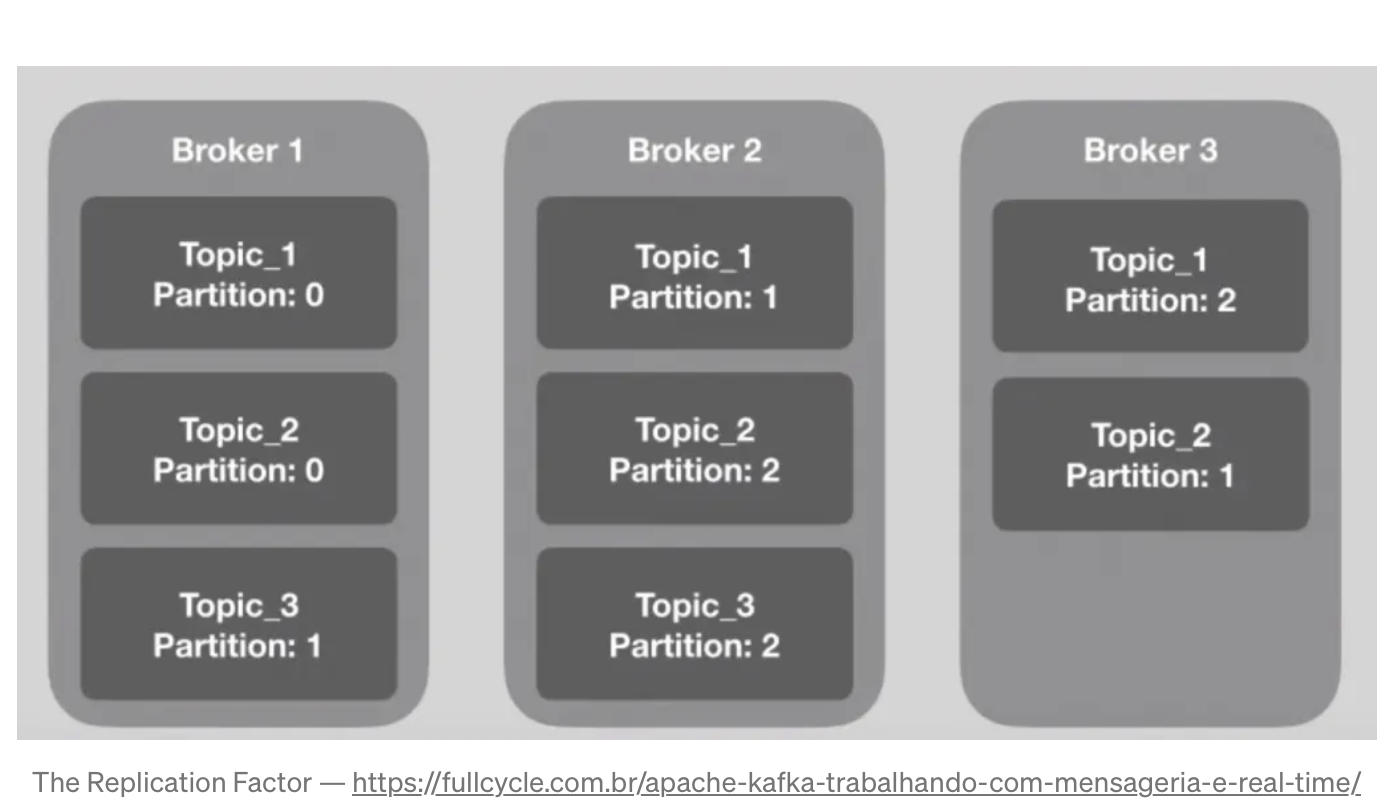 Broker 1
Topic_1
Partition: 0
Topic_2
Partition: 0
Topic_3
Partition: 1
Broker 2
Topic_1
Partition: 1
Topic_2
Partition: 2
Topic_3
Partition: 2
Broker 3
Topic_1
Partition: 2
Topic_2
Partition: 1
The Replication Factor — https://fullcycle.com.br/apache-kafka-trabalhando-com-mensageria-e-real-time/